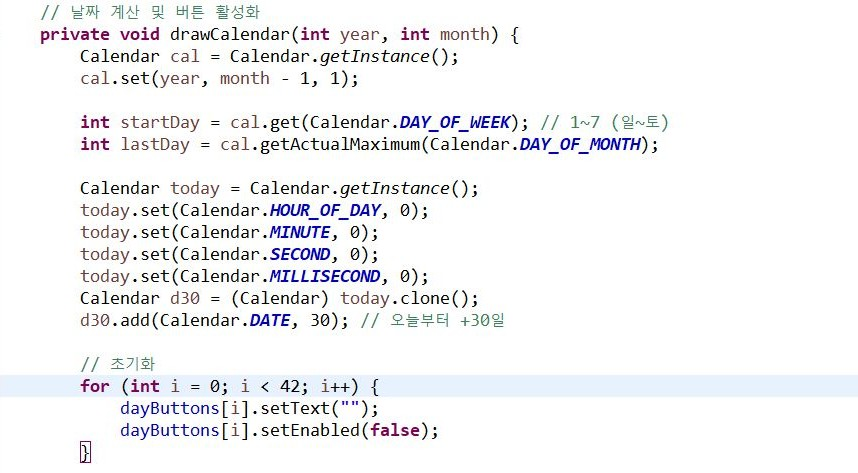 // 날짜 계산 및 버튼 활성화
private void drawCalendar(int year, int month) {
Calendar cal = Calendar.getInstance();
cal.set(year, month - 1, 1);
int startDay = cal.get(Calendar.DAY_OF_WEEK); // 1~7 (일~토)
int lastDay = cal.getActualMaximum(Calendar.DAY_OF_MONTH);
Calendar today = Calendar.getInstance();
today.set(Calendar.HOUR_OF_DAY, 0);
today.set(Calendar.MINUTE, 0);
today.set(Calendar.SECOND, 0);
today.set(Calendar.MILLISECOND, 0);
Calendar d30 = (Calendar) today.clone();
d30.add(Calendar.DATE, 30); // 오늘부터 +30일
// 초기화
for (int i = 0; i < 42; i++) {
dayButtons[i].setText("");
dayButtons[i].setEnabled(false);
}